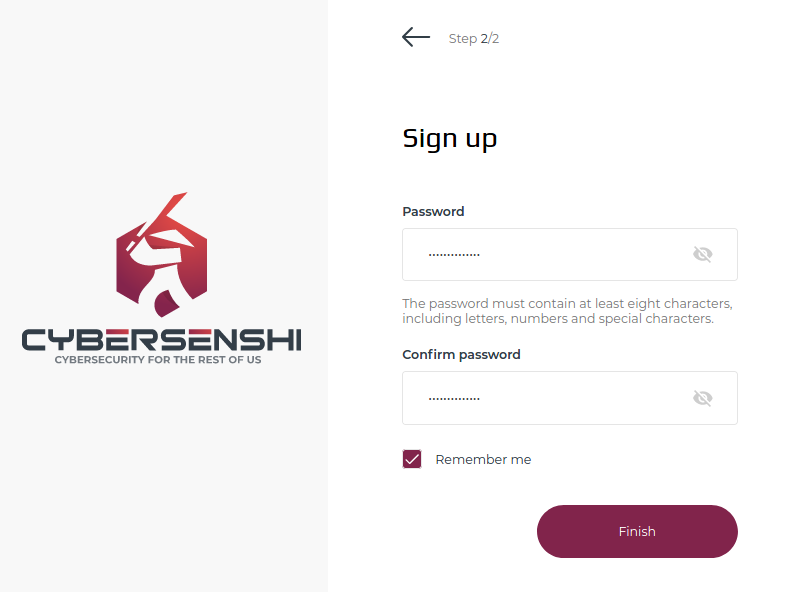 Step 2/2
Sign up
Password
••••••••••••••
The password must contain at least eight characters,
including letters, numbers and special characters.
Confirm password
••••••••••••••
Remember me
Finish
CYBERSENSHI
CYBERSECURITY FOR THE REST OF US